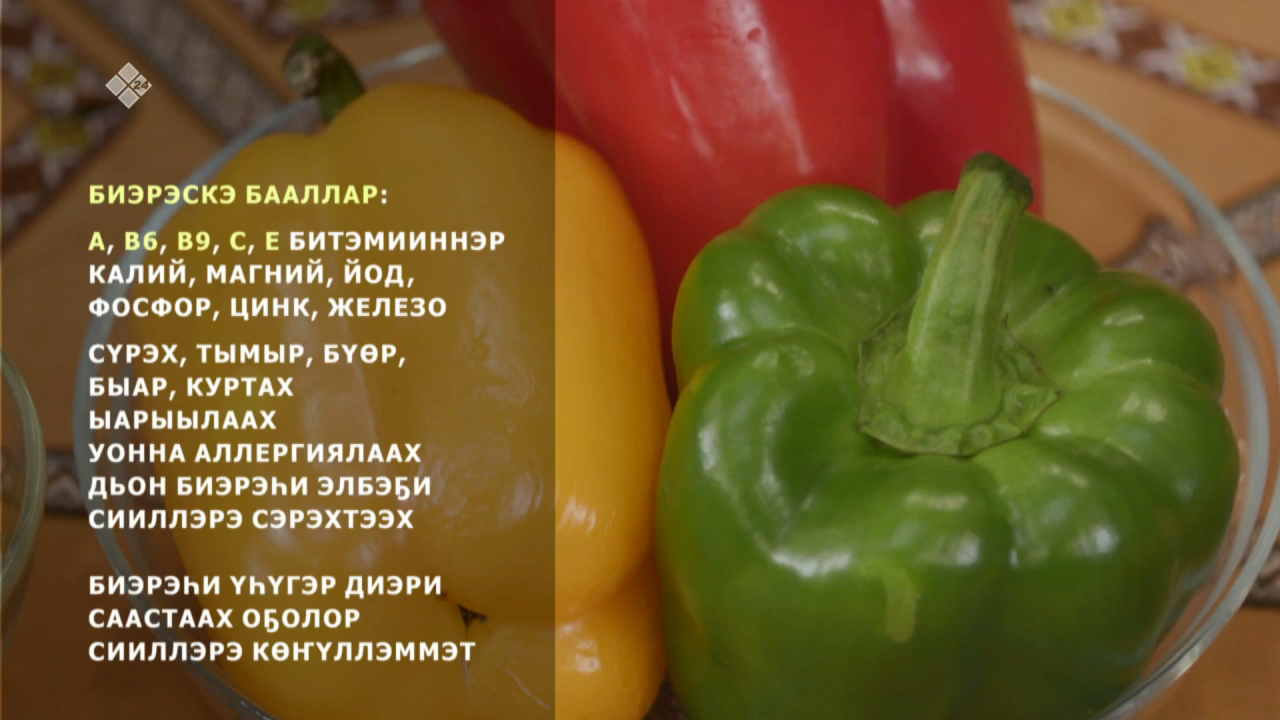 Х24
БИЭРЭСКЭ БААЛЛАР:
А, В6, В9, С, Е БИТЭМИИННЭР
КАЛИЙ, МАГНИЙ, ЙОД,
ФОСФОР, ЦИНК, ЖЕЛЕЗО
СҮРЭХ, ТЫМЫР, БҮӨР,
БЫАР, КУРТАХ
ЫАРЫЫЛААХ
УОННА АЛЛЕРГИЯЛААХ
ДЬОН БИЭРЭҺИ ЭЛБЭҔИ
СИИЛЛЭРЭ СЭРЭХТЭЭХ
БИЭРЭҺИ ҮҺҮГЭР ДИЭРИ
СААСТААХ ОҔОЛОР
СИИЛЛЭРЭ КӨҤҮЛЛЭММЭТ